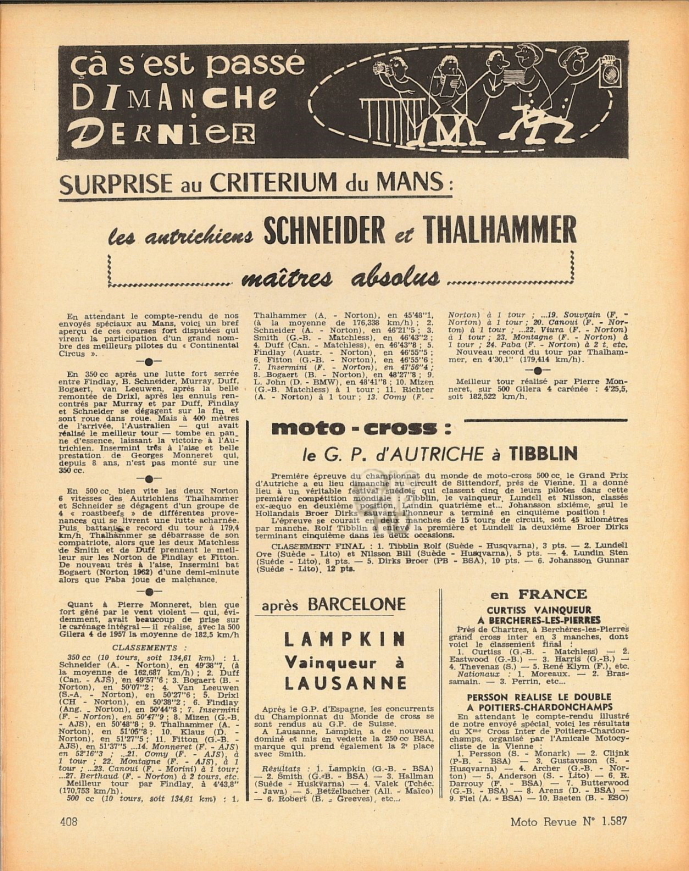 çà s'est passé
DIMANCHE
DERNIER
SURPRISE au CRITERIUM du MANS :
les autrichiens SCHNEIDER et THALHAMMER
maîtres absolus
En attendant le compte-rendu de nos
envoyés spéciaux au Mans, voici un bref
aperçu de ces courses fort disputées qui
virent la participation d'un grand nom-
bre des meilleurs pilotes du « Continental
Circus ».
En 350 cc après une lutte fort serrée
entre Findlay, B. Schneider, Murray, Duff,
Bogaert, van Leeuwen, après la belle
remontée de Drixl, après les ennuis ren-
contrés par Murray et par Duff, Findlay
et Schneider se dégagent sur la fin et
sont roue dans roue. Mais à 400 mètres
de l'arrivée, l'Australien — qui avait
réalisé le meilleur tour — tombe en pan-
ne d'essence, laissant la victoire à l'Au-
trichien. Insermini très à l'aise et belle
prestation de Georges Monneret qui,
depuis 8 ans, n'est pas monté sur une
350 cc.
En 500 cc, bien vite les deux Norton
6 vitesses des Autrichiens Thalhammer
et Schneider se dégagent d'un groupe de
4 « roastbeefs » de différentes prove-
nances qui se livrent une lutte acharnée.
Puis, battant le record du tour à 179,4
km/h, Thalhammer se débarrasse de son
compatriote, alors que les deux Matchless
de Smith et de Duff prennent le meil-
leur sur les Norton de Findlay et Fitton.
De nouveau très à l'aise, Insermini bat
Bogaert (Norton 1962) d'une demi-minute
alors que Paba joue de malchance.
Quant à Pierre Monneret, bien que
fort gêné par le vent violent — qui, évi-
demment, avait beaucoup de prise sur
le carénage intégral — il réalise, avec la 500
Gilera 4 de 1957 la moyenne de 182,5 km/h
CLASSEMENTS :
350 cc (10 tours, soit 134,61 km) : 1.
Schneider (A. — Norton), en 49'38"7, (à
la moyenne de 162,687 km/h) ; 2. Duff
(Can. - AJS), en 49'57"6 ; 3. Bogaert (B. -
Norton), en 50'07"2 ; 4. Van Leeuwen
(S.-A. - Norton), en 50'27"6 ; 5. Drixl
(CH - Norton), en 50'38"2 ; 6. Findlay
(Ang. - Norton), en 50'44"8 ; 7. Insermini
(F. - Norton), en 50'47"9 ; 8. Mizen (G.-B.
- AJS), en 50'48"8 ; 9. Thalhammer (A. -
Norton), en 51'05"8 ; 10. Klaus (D. -
Norton), en 51'27"5 ; 11. Fitton (G.-B. -
AJS), en 51'37"5 ...14. Monneret (F. - AJS)
en 52'16"3 ; ...21. Comy (F. - AJS), à
1 tour ; 22. Montagne (F. - AJS), à 1
tour ; ...23. Canoui (F. - Morini) à 1 tour;
...27. Berthaud (F. - Norton) à 2 tours, etc.
Meilleur tour par Findlay, à 4'43,8"
(170,753 km/h).
500 cc (10 tours, soit 134,61 km) : 1.
Thalhammer (A. - Norton), en 45'48"1,
(à la moyenne de 176,338 km/h) ; 2.
Schneider (A. - Norton), en 46'21"5 ; 3.
Smith (G.-B. - Matchless), en 46'43"2 ;
4. Duff (Can. - Matchless), en 46'43"8 ; 5.
Findlay (Austr. - Norton), en 46'55"5 ;
6. Fitton (G.-B. - Norton), en 46'55"6 ;
7. Insermini (F. - Norton), en 47'56"4 ;
8. Bogaert (B. - Norton), en 48'27"8 ; 9.
L. John (D. - BMW), en 48'41"8 ; 10. Mizen
(G.-B. Matchless) à 1 tour ; 11. Richter
(A. - Norton) à 1 tour ; 13. Comy (F. -
Norton) à 1 tour ; ...19. Souvrain (F. -
Norton) à 1 tour ; 20. Canoui (F. - Nor-
ton) à 1 tour ; ...22. Viura (F. - Norton)
à 1 tour ; 23. Montagne (F. - Norton) à
1 tour ; 24. Paba (F. - Norton) à 2 t, etc.
Nouveau record du tour par Thalham-
mer, en 4'30,1" (179,414 km/h).
Meilleur tour réalisé par Pierre Mon-
neret, sur 500 Gilera 4 carénée : 4'25,5,
soit 182,522 km/h.
moto-cross :
le G. P. d'AUTRICHE à TIBBLIN
Première épreuve du championnat du monde de moto-cross 500 cc, le Grand Prix
d'Autriche a eu lieu dimanche au circuit de Sittendorf, près de Vienne. Il a donné
lieu à un véritable festival suédois, qui classent cinq de leurs pilotes dans cette
première compétition mondiale : Tibblin, le vainqueur, Lundell et Nilsson, classés
ex-æquo en deuxième position, Lundin quatrième et... Johansson sixième, seul le
Hollandais Broer Dirks sauve l'honneur à terminé en cinquième position !
L'épreuve se courait en deux manches de 15 tours de circuit, soit 45 kilomètres
par manche. Rolf Tibblin a enlevé la première et Lundell la deuxième Broer Dirks
terminant cinquième dans les deux occasions.
CLASSEMENT FINAL : 1. Tibblin Rolf (Suède - Husqvarna), 3 pts. — 2. Lundell
Ove (Suède - Lito) et Nilsson Bill (Suède - Husqvarna), 5 pts. — 4. Lundin Sten
(Suède - Lito), 8 pts. — 5. Dirks Broer (PB - BSA), 10 pts. — 6. Johansson Gunnar
(Suède - Lito), 12 pts.
après BARCELONE
LAMPKIN
Vainqueur à
LAUSANNE
Après le G.P. d'Espagne, les concurrents
du Championnat du Monde de cross se
sont rendus au G.P. de Suisse.
A Lausanne, Lampkin a de nouveau
dominé et mis en vedette la 250 cc BSA,
marque qui prend également la 2e place
avec Smith.
Résultats : 1. Lampkin (G.-B. - BSA)
— 2. Smith (G.-B. - BSA) — 3. Hallman
(Suède - Huskvarna) — 4. Valek (Tchéc.
- Jawa) — 5. Betzelbacher (All. - Maïco)
— 6. Robert (B. - Greeves), etc...
en FRANCE
CURTISS VAINQUEUR
A BERCHERES-LES-PIERRES
Près de Chartres, à Berchères-les-Pierres
grand cross inter en 3 manches, dont
voici le classement final :
1. Curtiss (G.-B. - Matchless) — 2.
Eastwood (G.-B.) — 3. Harris (G.-B.) —
4. Thevenas (S.) — 5. René Klym (F.), etc.
Nationaux : 1. Moreaux. — 2. Bras-
samain. — 3. Perrin, etc...
PERSSON REALISE LE DOUBLE
A POITIERS-CHARDONCHAMPS
En attendant le compte-rendu illustré
de notre envoyé spécial, voici les résultats
du Xme Cross Inter de Poitiers-Chardon-
champs, organisé par l'Amicale Motocy-
cliste de la Vienne :
1. Persson (S. - Monark) — 2. Clijnk
(P-B. - BSA) — 3. Gustavsson (S. -
Husqvarna) — 4. Archer (G.-B. - Nor-
ton) — 5. Anderson (S. - Lito) — 6. R.
Darrouy (F. - BSA) — 7. Butterwood
(G.-B. - BSA) — 8. Arens (D. - BSA) —
9. Fiel (A. - BSA) — 10. Baeten (B. - ESO)
408
Moto Revue N° 1.587